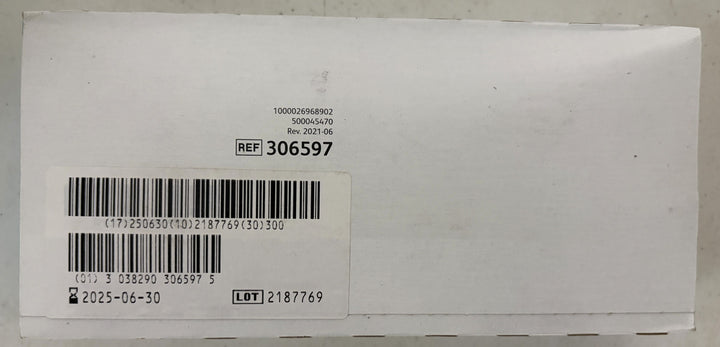 1000026968902
500045470
Rev. 2021-06
REF 306597
(17)250630(10)2187769(30)300
(01) 3 038290 306597 5
2025-06-30 LOT 2187769